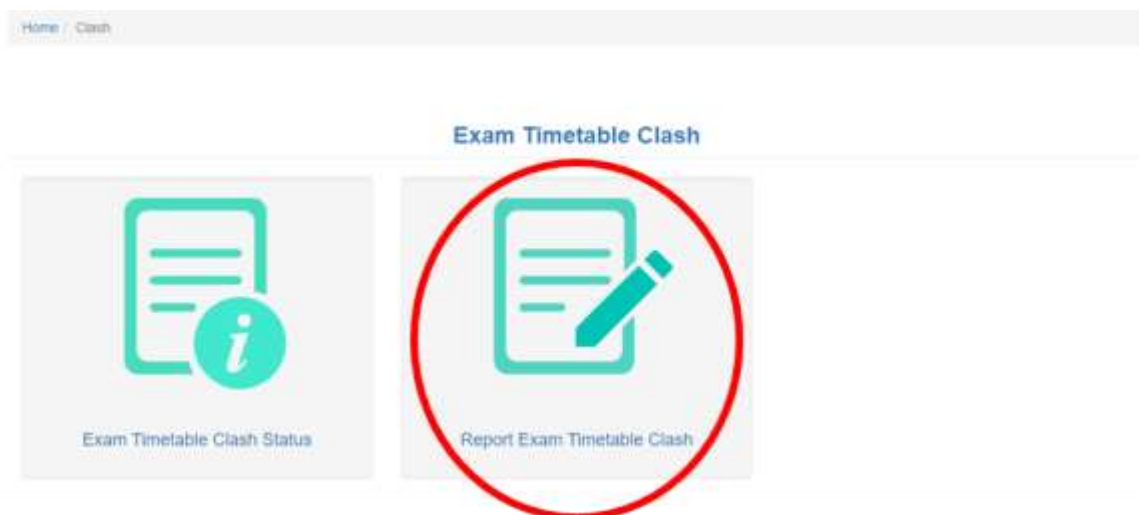 Home / Clash
Exam Timetable Clash
i
Exam Timetable Clash Status
Report Exam Timetable Clash